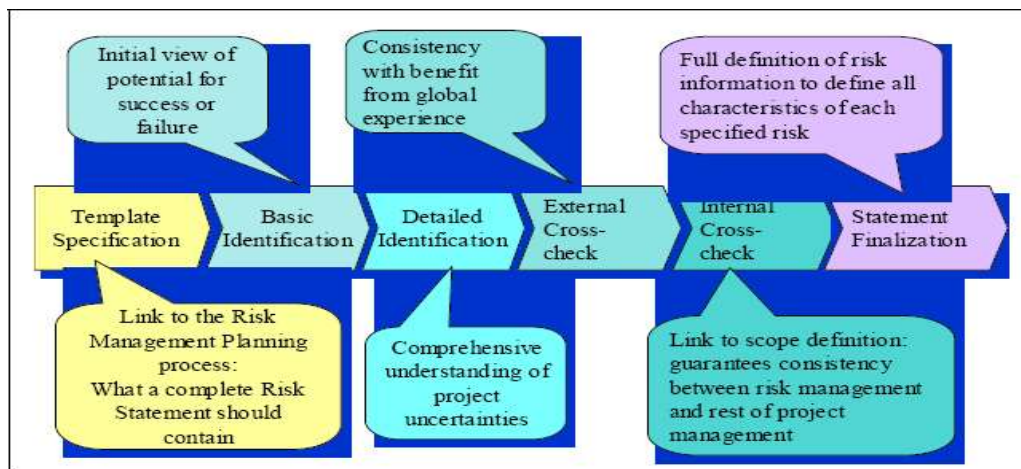 Initial view of
potential for
success or
failure
Consistency
with benefit
from global
experience
Full definition of risk
information to define all
characteristics of each
specified risk
Template
Specification
Basic
Identification
Detailed
Identification
External
Cross-
check
Internal
Cross-
check
Statement
Finalization
Link to the Risk
Management Planning
process:
What a complete Risk
Statement should
contain
Comprehensive
understanding of
project
uncertainties
Link to scope definition:
guarantees consistency
between risk management
and rest of project
management